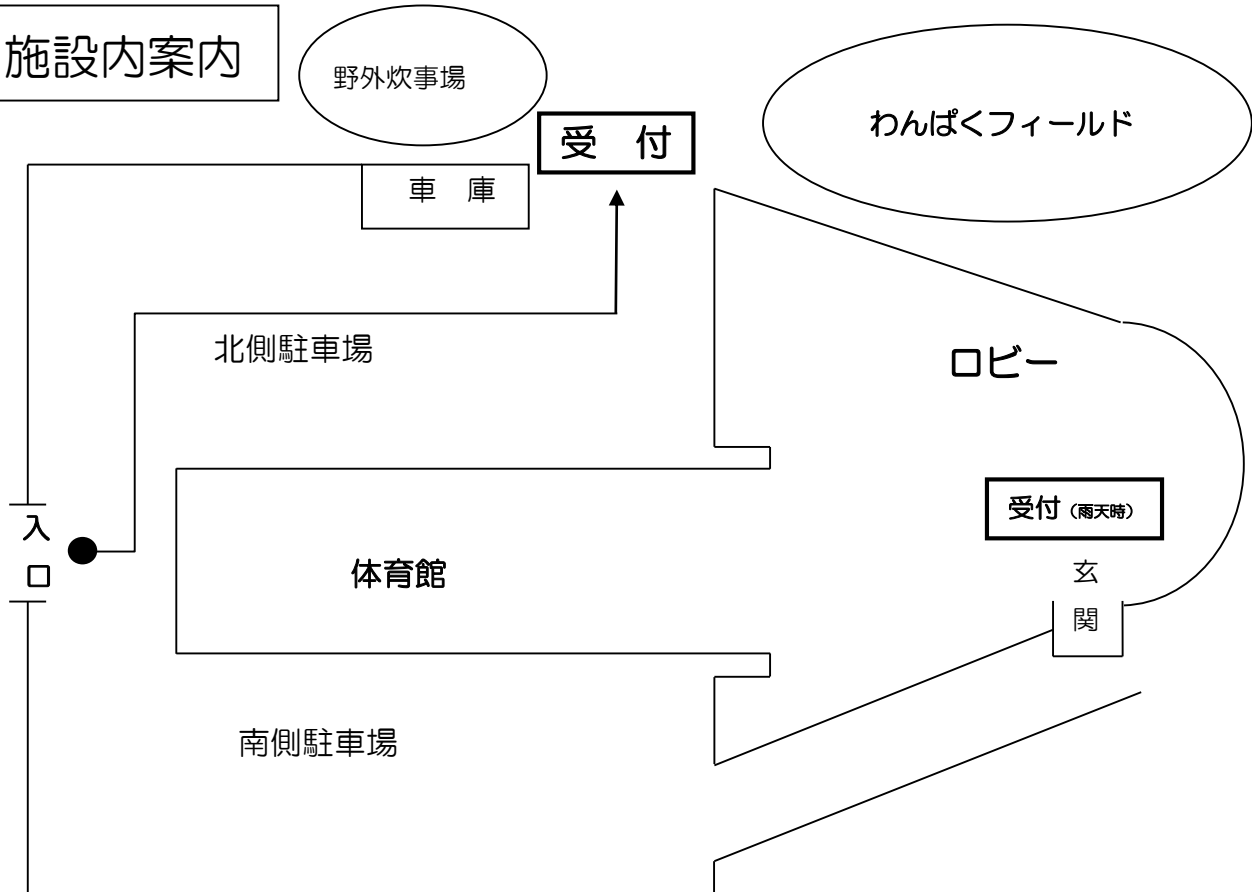 施設内案内
野外炊事場
わんぱくフィールド
受 付
車 庫
北側駐車場
ロビー
受付（雨天時）
入口
体育館
玄関
南側駐車場